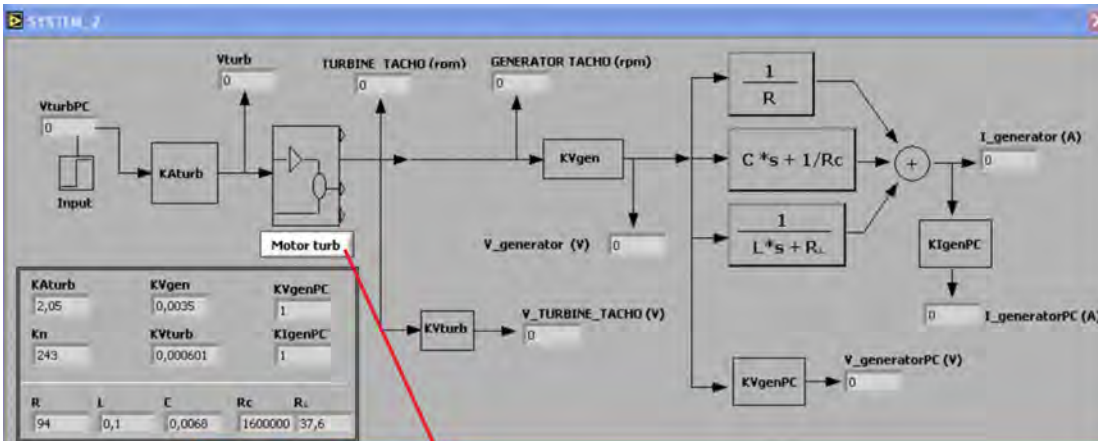 SYSTEM_2
Vturb
0
TURBINE TACHO (rpm)
0
GENERATOR TACHO (rpm)
0
VturbPC
0
Input
KAturb
Motor turb
KVgen
V_generator (V)
0
1
R
C *s + 1/Rc
1
L*s + RL
+
I_generator (A)
0
KIgenPC
0
I_generatorPC (A)
KVturb
V_TURBINE_TACHO (V)
0
KVgenPC
V_generatorPC (V)
0
KAturb
2,05
KVgen
0,0035
KVgenPC
1
Kn
243
KVturb
0,000601
KIgenPC
1
R
94
L
0,1
C
0,0068
Rc
1600000
RL
37,6